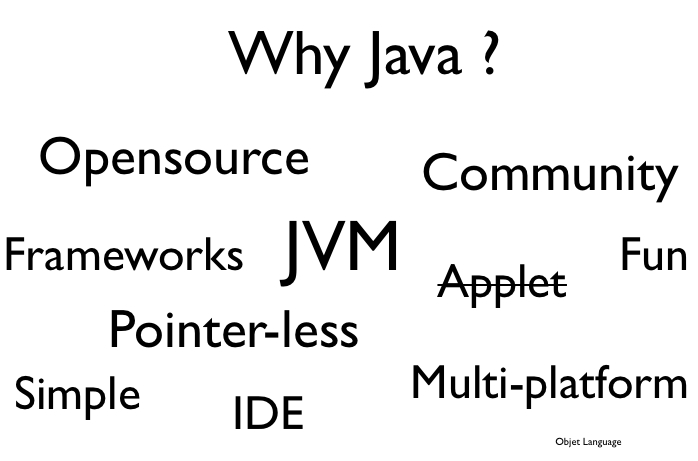 Why Java ?
Opensource
Community
Frameworks
JVM
Fun
Applet
Pointer-less
Simple
IDE
Multi-platform
Objet Language